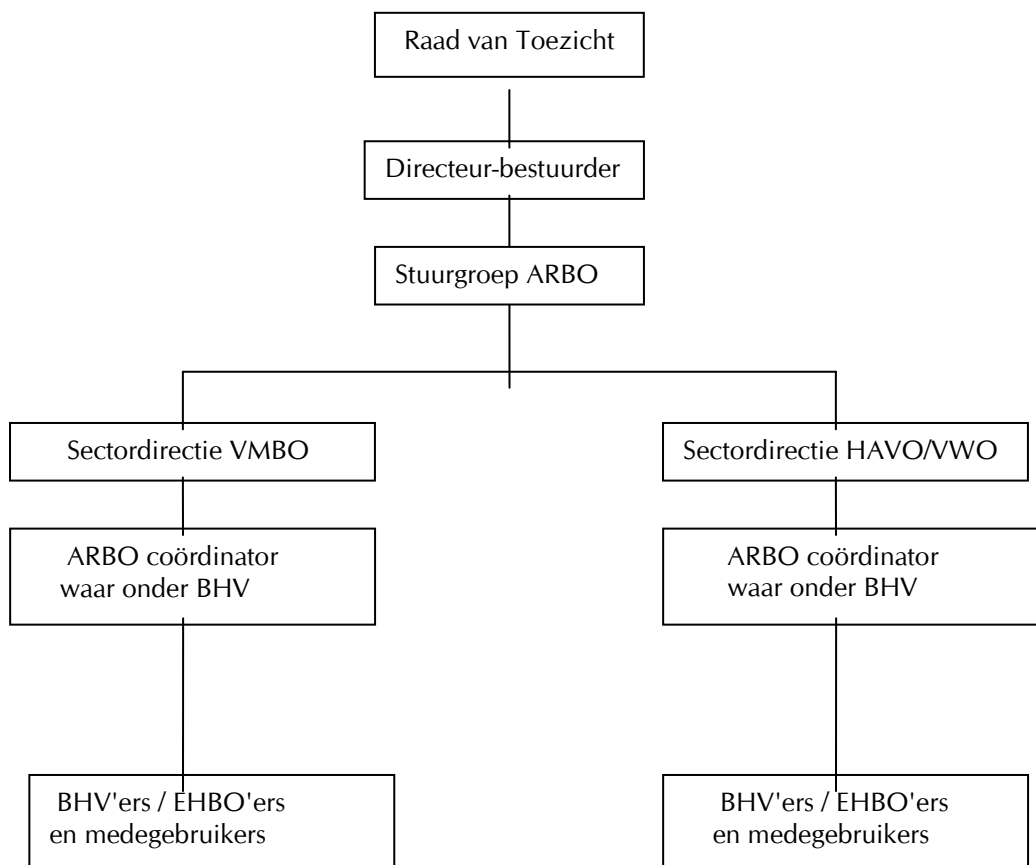 Raad van Toezicht
Directeur-bestuurder
Stuurgroep ARBO
Sectordirectie VMBO
Sectordirectie HAVO/VWO
ARBO coördinator
waar onder BHV
ARBO coördinator
waar onder BHV
BHV'ers / EHBO'ers
en medegebruikers
BHV'ers / EHBO'ers
en medegebruikers